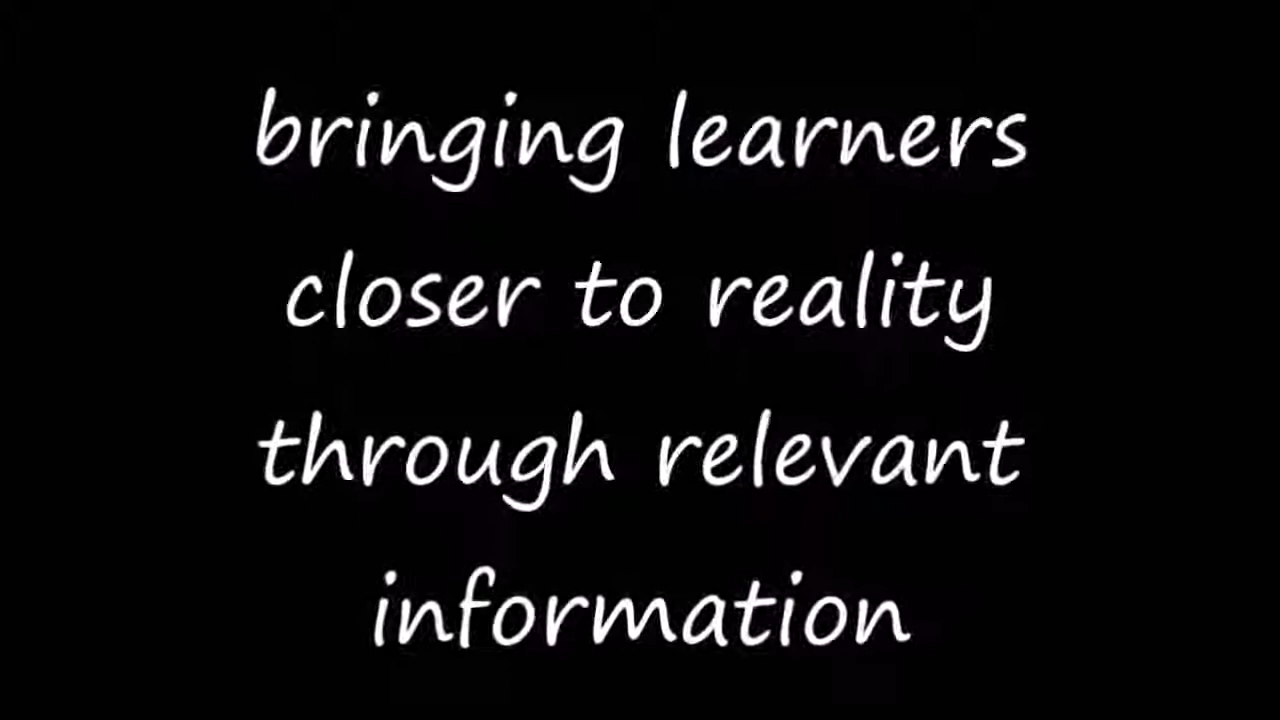 bringing learners
closer to reality
through relevant
information